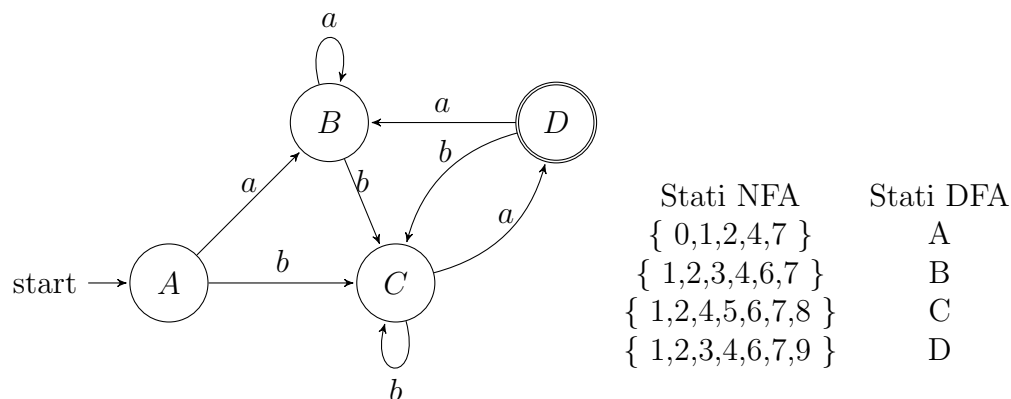 a
B
D
a
b
b
a
a
Stati NFA Stati DFA
{ 0,1,2,4,7 } A
{ 1,2,3,4,6,7 } B
{ 1,2,4,5,6,7,8 } C
{ 1,2,3,4,6,7,9 } D
start
A
b
C
b